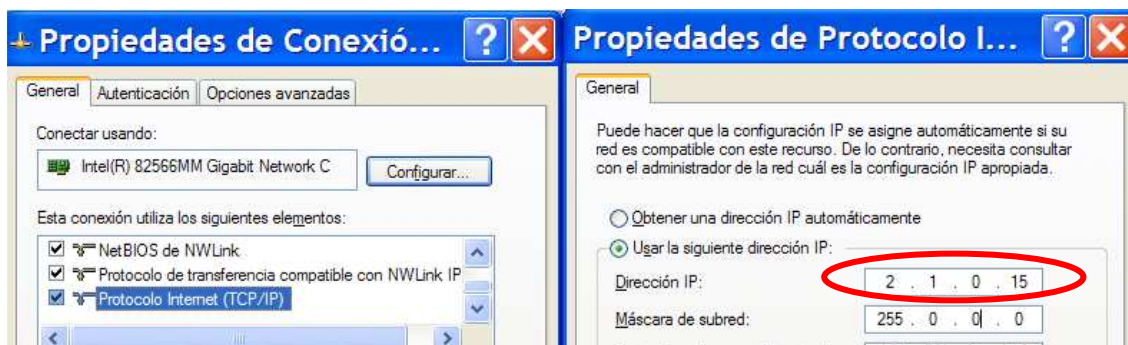 Propiedades de Conexió...
General Autenticación Opciones avanzadas
Conectar usando:
Intel(R) 82566MM Gigabit Network C
Configurar...
Esta conexión utiliza los siguientes elementos:
NetBIOS de NWLink
Protocolo de transferencia compatible con NWLink IP
Protocolo Internet (TCP/IP)
Propiedades de Protocolo I...
General
Puede hacer que la configuración IP se asigne automáticamente si su
red es compatible con este recurso. De lo contrario, necesita consultar
con el administrador de la red cuál es la configuración IP apropiada.
Obtener una dirección IP automáticamente
Usar la siguiente dirección IP:
Dirección IP: 2 . 1 . 0 . 15
Máscara de subred: 255 . 0 . 0 . 0